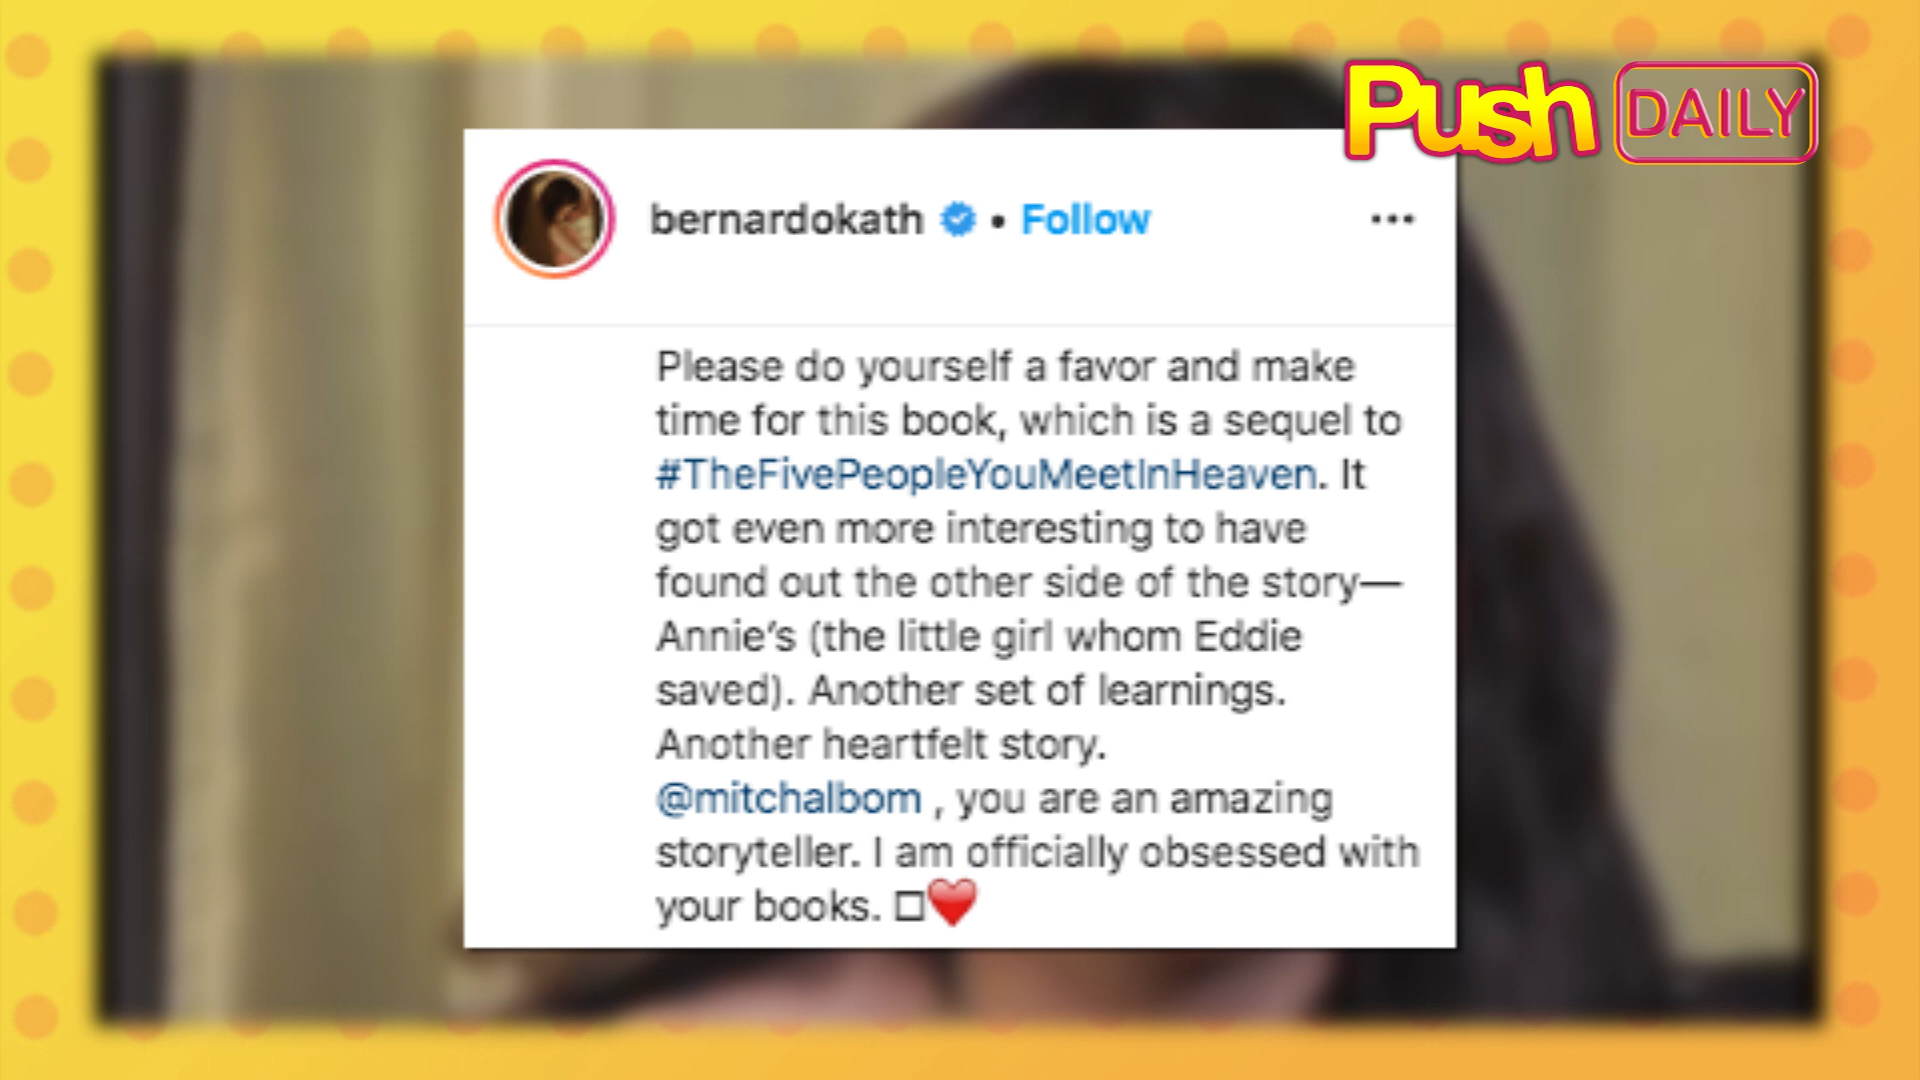 Push DAILY
bernardokath • Follow ...
Please do yourself a favor and make
time for this book, which is a sequel to
#TheFivePeopleYouMeetInHeaven. It
got even more interesting to have
found out the other side of the story—
Annie's (the little girl whom Eddie
saved). Another set of learnings.
Another heartfelt story.
@mitchalbom , you are an amazing
storyteller. I am officially obsessed with
your books. □❤️